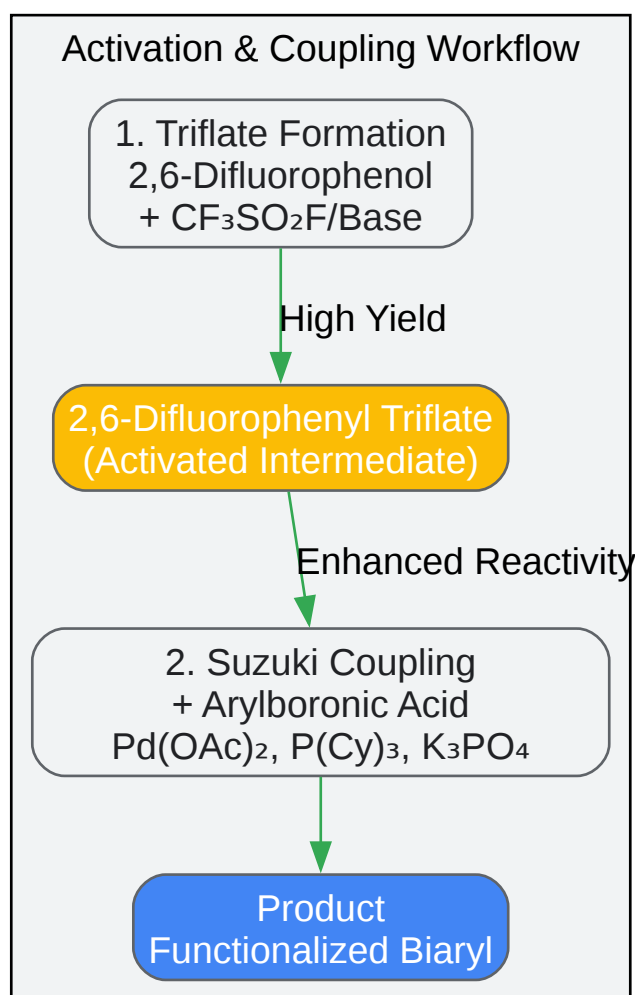 Activation & Coupling Workflow
1. Triflate Formation
2,6-Difluorophenol
+ CF₃SO₂F/Base
High Yield
2,6-Difluorophenyl Triflate
(Activated Intermediate)
Enhanced Reactivity
2. Suzuki Coupling
+ Arylboronic Acid
Pd(OAc)₂, P(Cy)₃, K₃PO₄
Product
Functionalized Biaryl